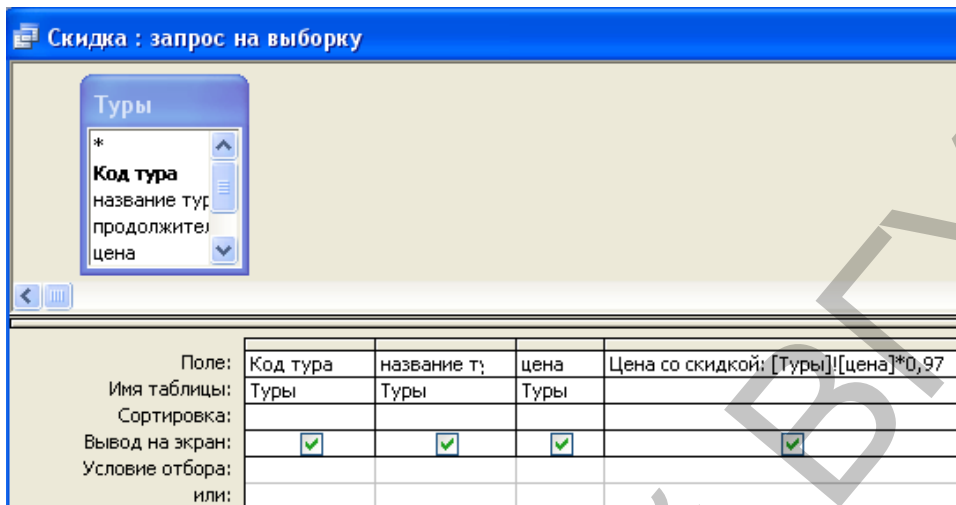 Скидка : запрос на выборку
Туры
*
Код тура
название тур
продолжител
цена
Поле: Код тура название ту цена Цена со скидкой: [Туры]![цена]*0,97
Имя таблицы: Туры Туры Туры
Сортировка:
Вывод на экран:
Условие отбора:
или:
ВГУ